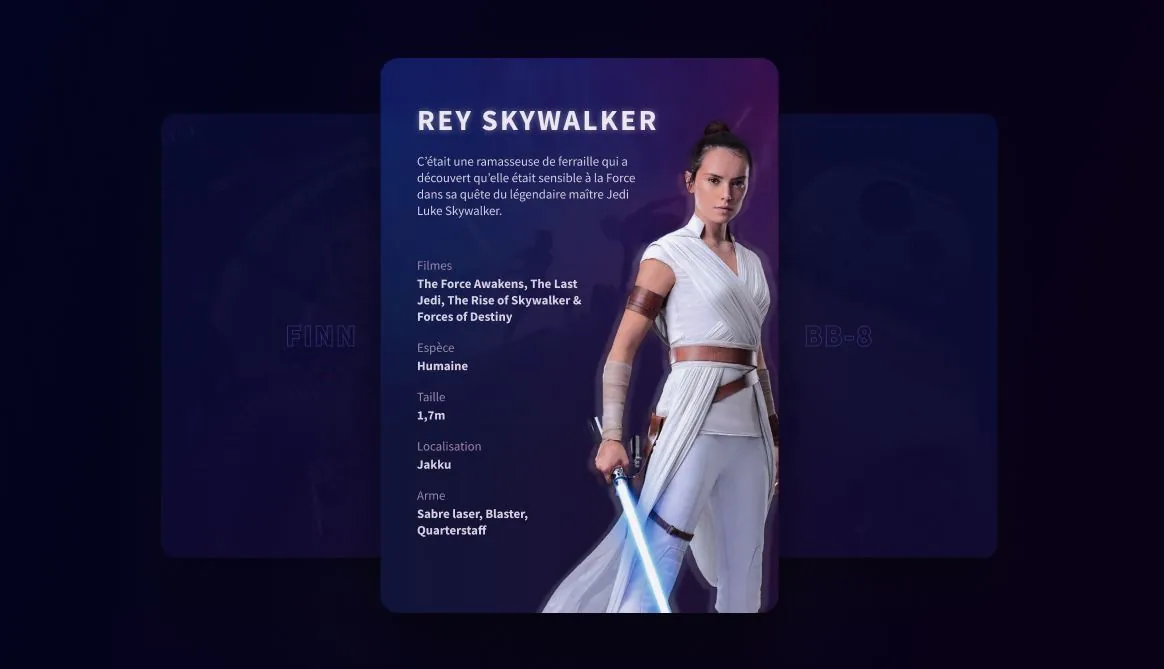 REY SKYWALKER
C'était une ramasseuse de ferraille qui a
découvert qu'elle était sensible à la Force
dans sa quête du légendaire maître Jedi
Luke Skywalker.
Filmes
The Force Awakens, The Last
Jedi, The Rise of Skywalker &
Forces of Destiny
Espèce
Humaine
Taille
1,7m
Localisation
Jakku
Arme
Sabre laser, Blaster,
Quarterstaff
FINN
BB-8